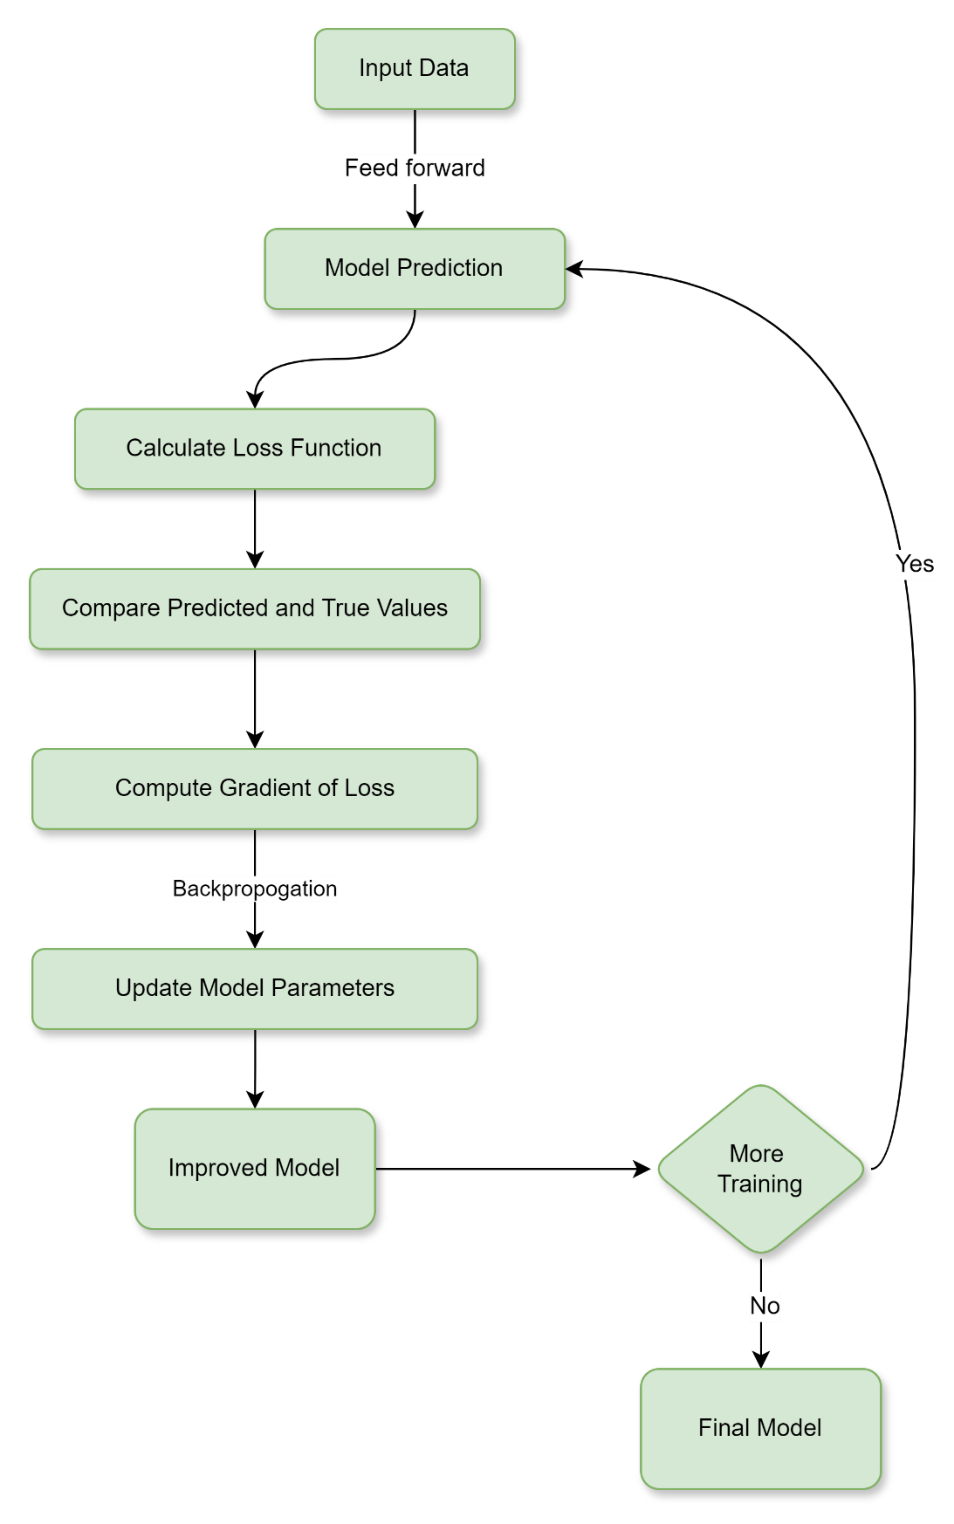 Input Data
Feed forward
Model Prediction
Calculate Loss Function
Yes
Compare Predicted and True Values
Compute Gradient of Loss
Backpropogation
Update Model Parameters
Improved Model
More
Training
No
Final Model